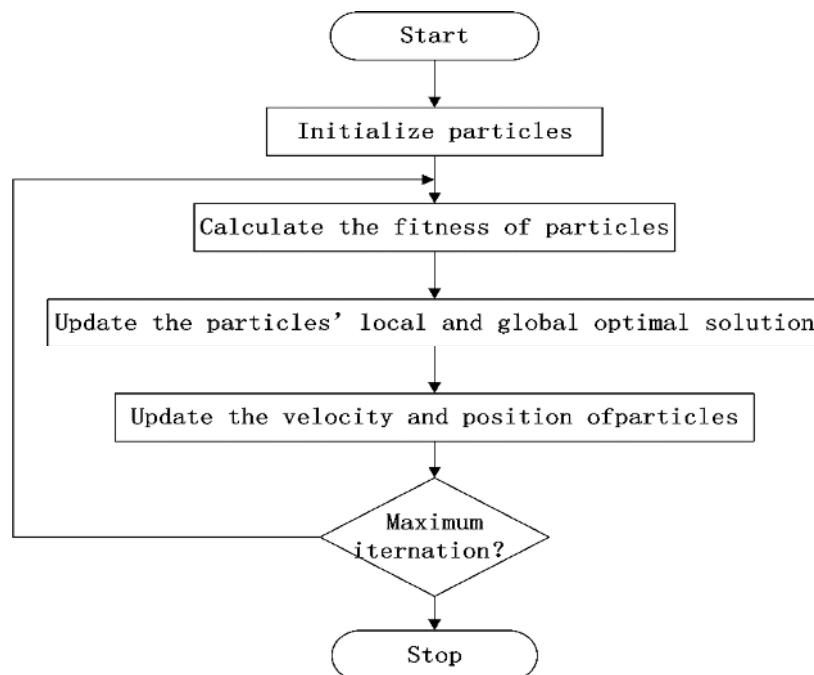 Start
Initialize particles
Calculate the fitness of particles
Update the particles' local and global optimal solution
Update the velocity and position ofparticles
Maximum
iternation?
Stop